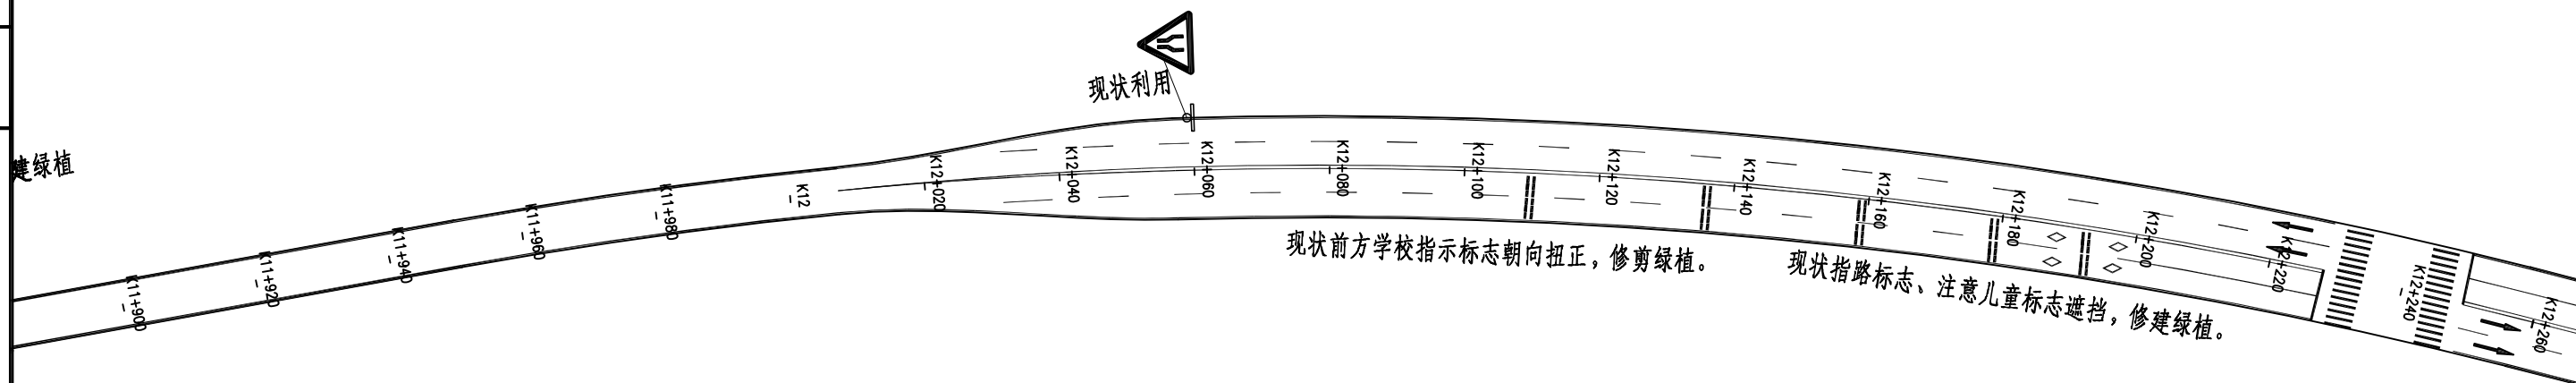 现状利用
建绿植
K11+900
K11+920
K11+940
K11+960
K11+980
K12
K12+020
K12+040
K12+060
K12+080
K12+100
K12+120
K12+140
K12+160
K12+180
K12+200
K12+220
K12+240
K12+260
现状前方学校指示标志朝向扭正，修剪绿植。
现状指路标志、注意儿童标志遮挡，修建绿植。